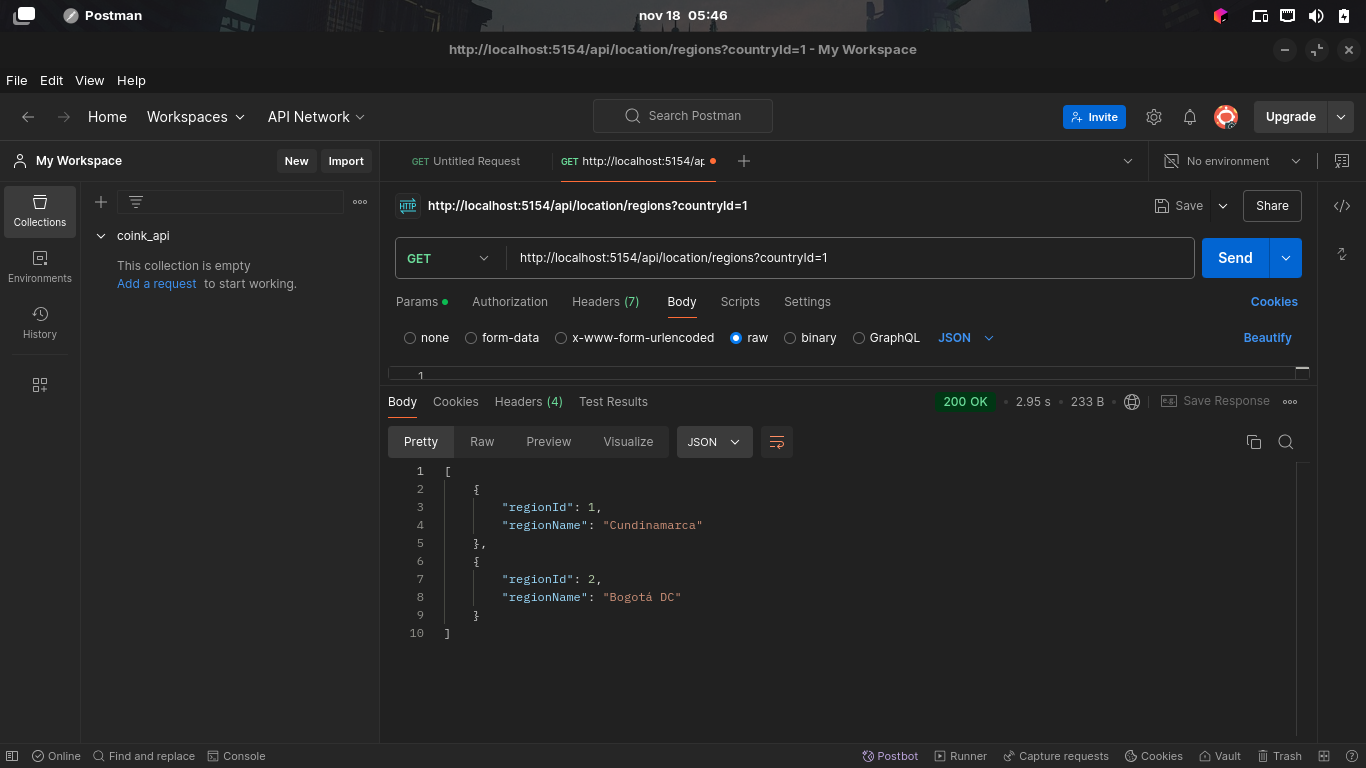 Postman
nov 18 05:46
http://localhost:5154/api/location/regions?countryId=1 - My Workspace
File Edit View Help
Home Workspaces API Network
Search Postman
Invite
Upgrade
My Workspace
New Import
GET Untitled Request
GET http://localhost:5154/ap
No environment
Collections
Environments
History
coink_api
This collection is empty
Add a request to start working.
HTTP http://localhost:5154/api/location/regions?countryId=1
Save
Share
GET http://localhost:5154/api/location/regions?countryId=1
Send
Params Authorization Headers (7) Body Scripts Settings
Cookies
none form-data x-www-form-urlencoded raw binary GraphQL JSON
Beautify
1
Body Cookies Headers (4) Test Results
200 OK • 2.95 s • 233 B
e.g. Save Response
Pretty Raw Preview Visualize JSON
1 [
2 {
3 "regionId": 1,
4 "regionName": "Cundinamarca"
5 },
6 {
7 "regionId": 2,
8 "regionName": "Bogotá DC"
9 }
10 ]
Online Find and replace Console
Postbot Runner Capture requests Cookies Vault Trash